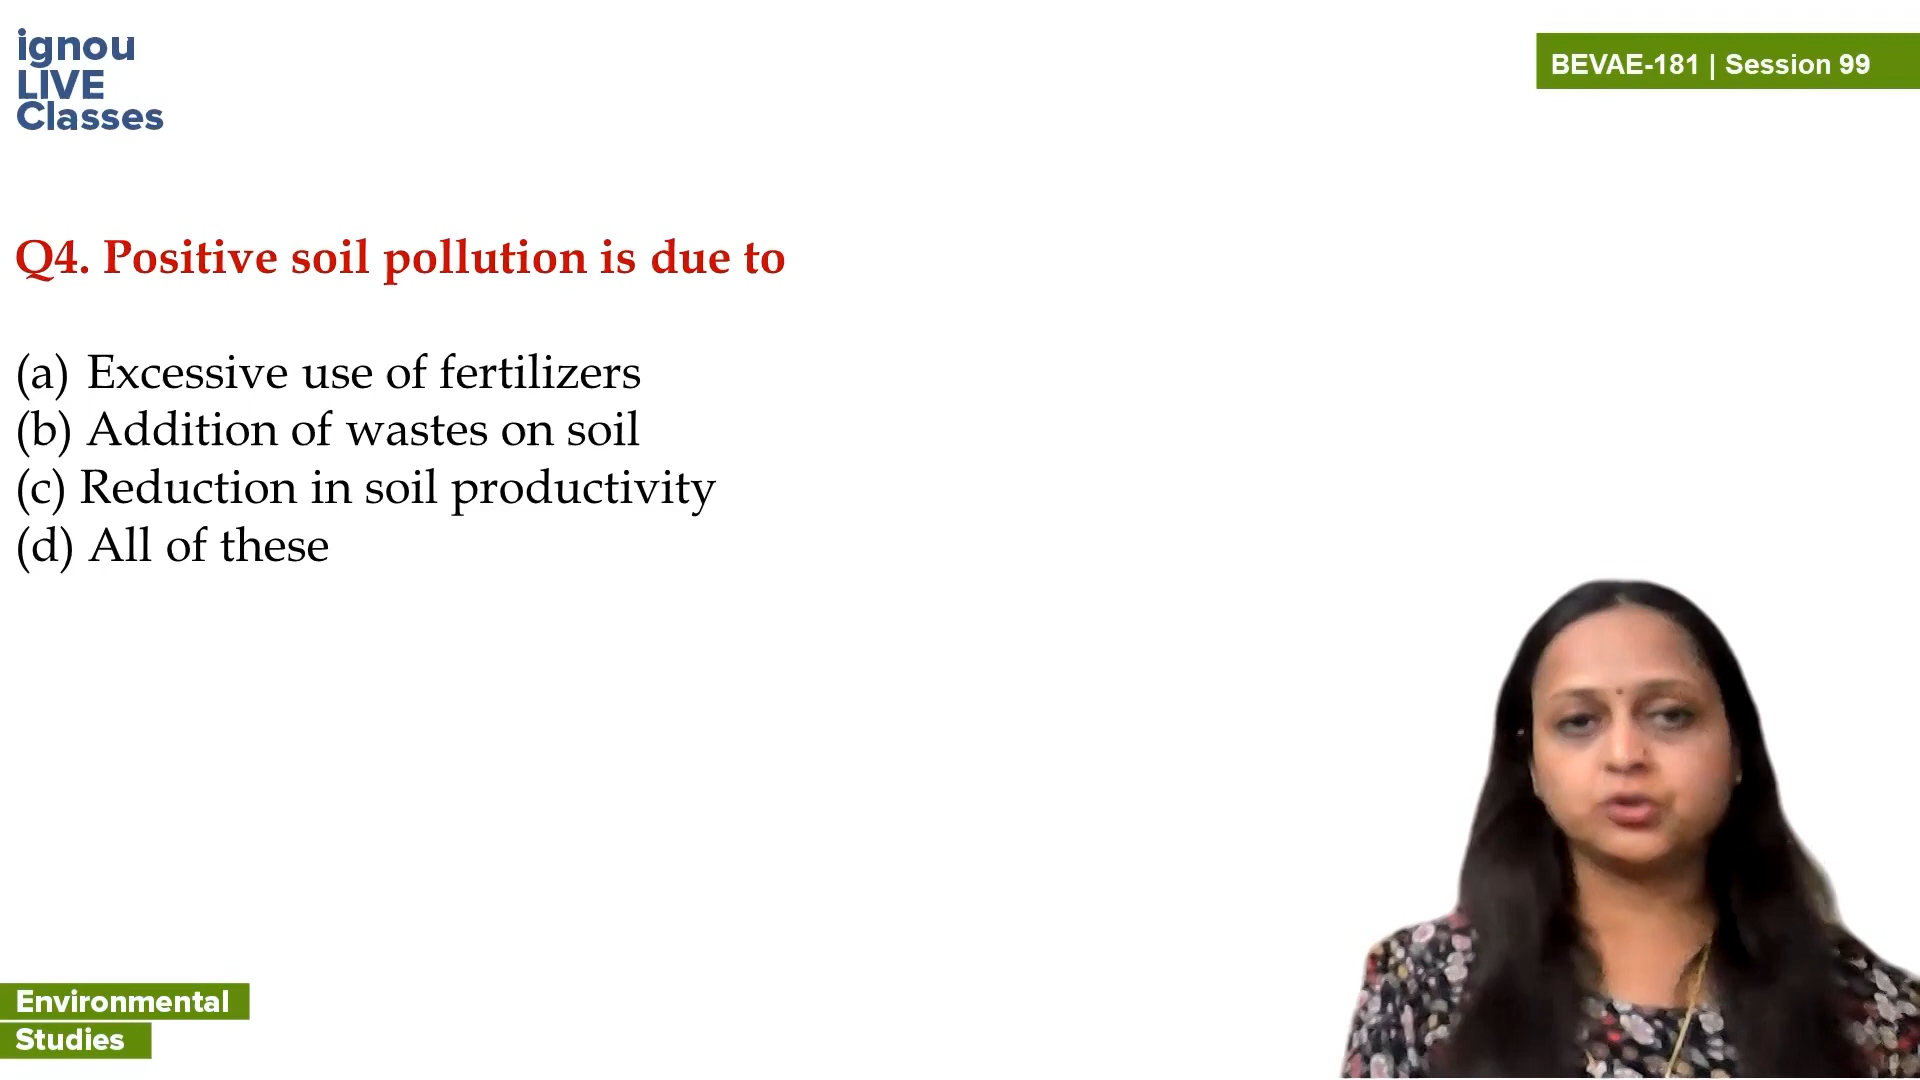 ignou
LIVE
Classes
BEVAE-181 | Session 99
Q4. Positive soil pollution is due to
(a) Excessive use of fertilizers
(b) Addition of wastes on soil
(c) Reduction in soil productivity
(d) All of these
Environmental
Studies